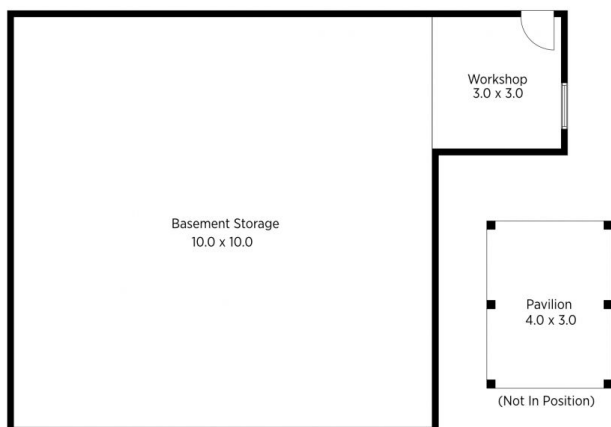 Workshop
3.0 x 3.0
Basement Storage
10.0 x 10.0
Pavilion
4.0 x 3.0
(Not In Position)